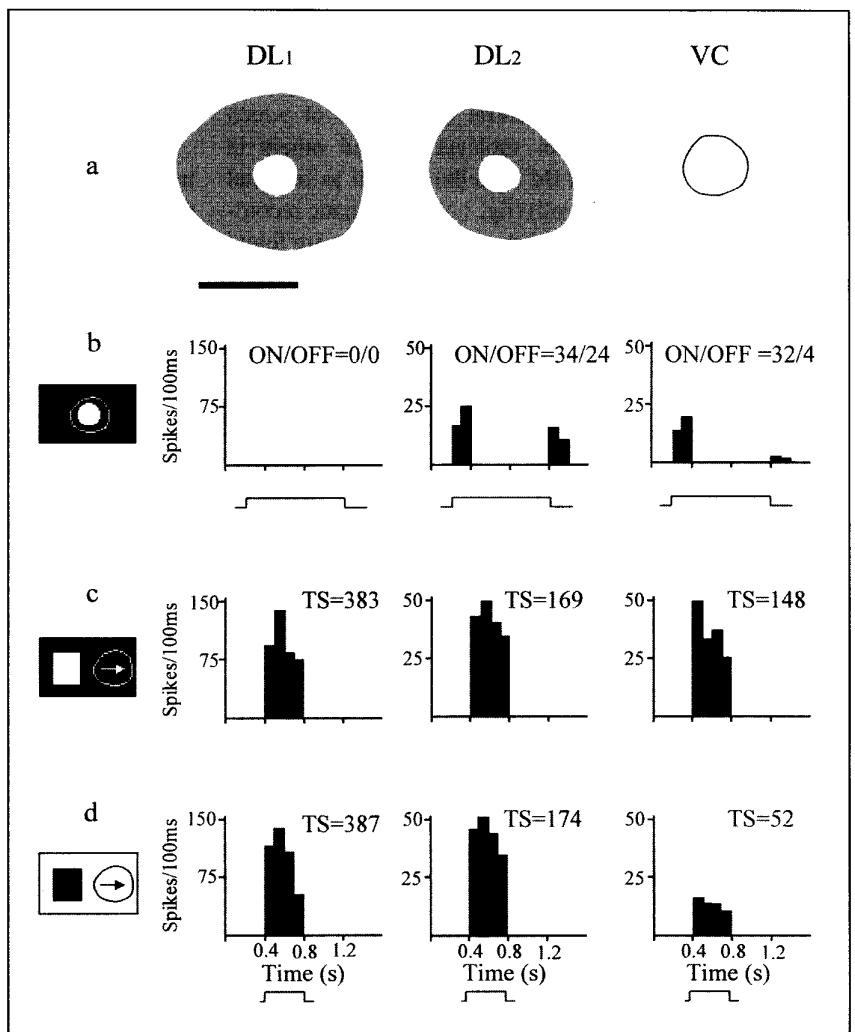 DL1 DL2 VC
a
b
Spikes/100ms
150
75
ON/OFF=0/0
50
25
ON/OFF=34/24
50
25
ON/OFF =32/4
c
Spikes/100ms
150
75
TS=383
50
25
TS=169
50
25
TS=148
d
Spikes/100ms
150
75
TS=387
50
25
TS=174
50
25
TS=52
0.4 0.8 1.2
0.4 0.8 1.2
0.4 0.8 1.2
Time (s) Time (s) Time (s)